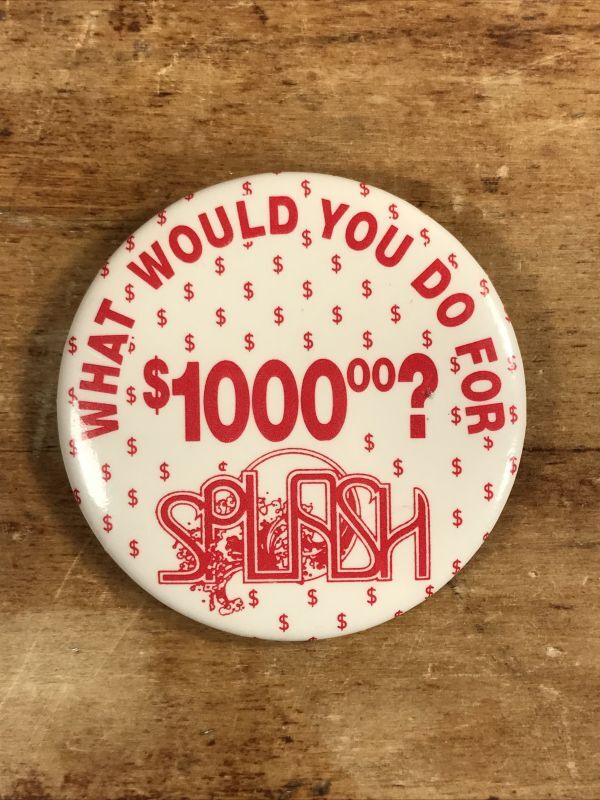 WHAT WOULD YOU DO FOR
$1000⁰⁰?
SPLASH